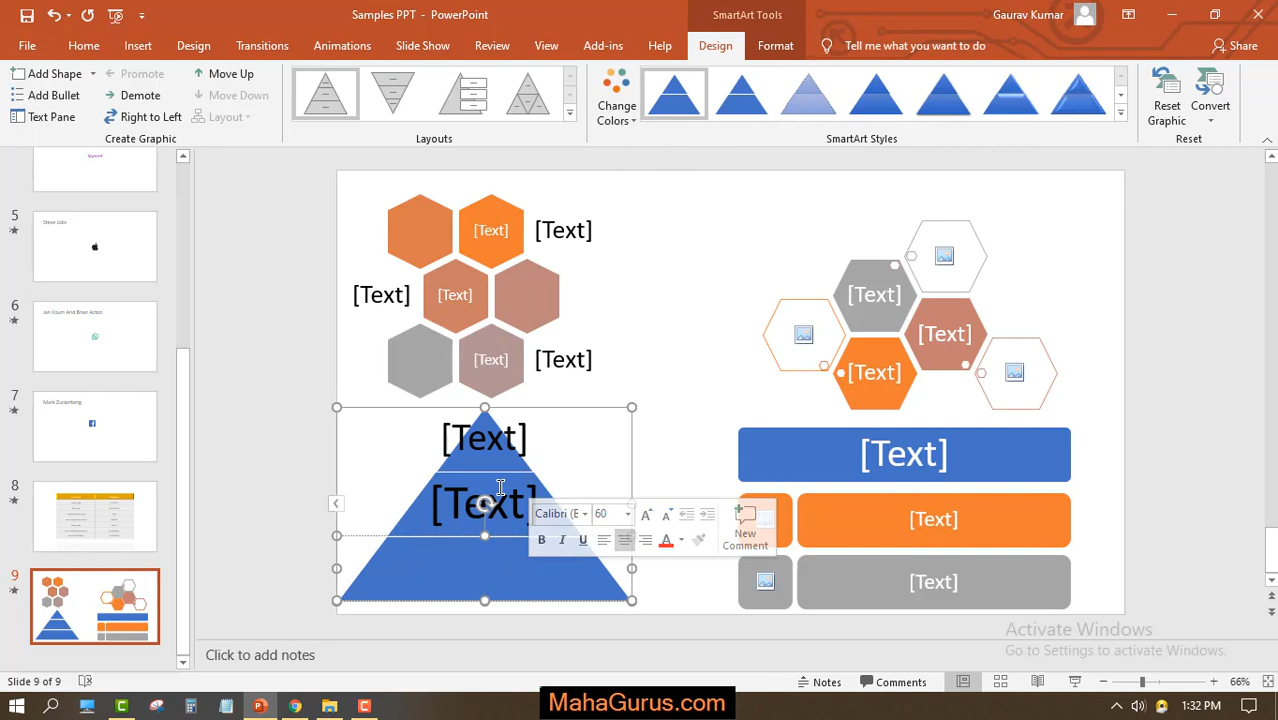 Samples PPT - PowerPoint
SmartArt Tools
Gaurav Kumar
File Home Insert Design Transitions Animations Slide Show Review View Add-ins Help Design Format Tell me what you want to do Share
Add Shape Promote Move Up
Add Bullet Demote Move Down
Text Pane Right to Left Layout
Create Graphic
Layouts
Change
Colors
SmartArt Styles
Reset
Graphic
Convert
Reset
5
Steve Jobs
6
Jan Koum And Brian Acton
7
Mark Zuckerberg
8
9
[Text]
[Text]
[Text]
[Text]
[Text]
[Text]
[Text]
[Text]
[Text]
[Text]
[Text]
[Text]
[Text]
[Text]
Calibri (E 60
B I U A
New
Comment
Activate Windows
Go to Settings to activate Windows.
Click to add notes
Slide 9 of 9
Notes Comments 66%
MahaGurus.com
1:32 PM